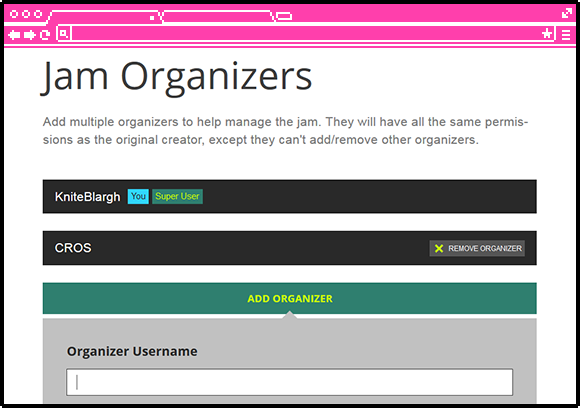 Jam Organizers
Add multiple organizers to help manage the jam. They will have all the same permis-
sions as the original creator, except they can't add/remove other organizers.
KniteBlargh You Super User
CROS REMOVE ORGANIZER
ADD ORGANIZER
Organizer Username